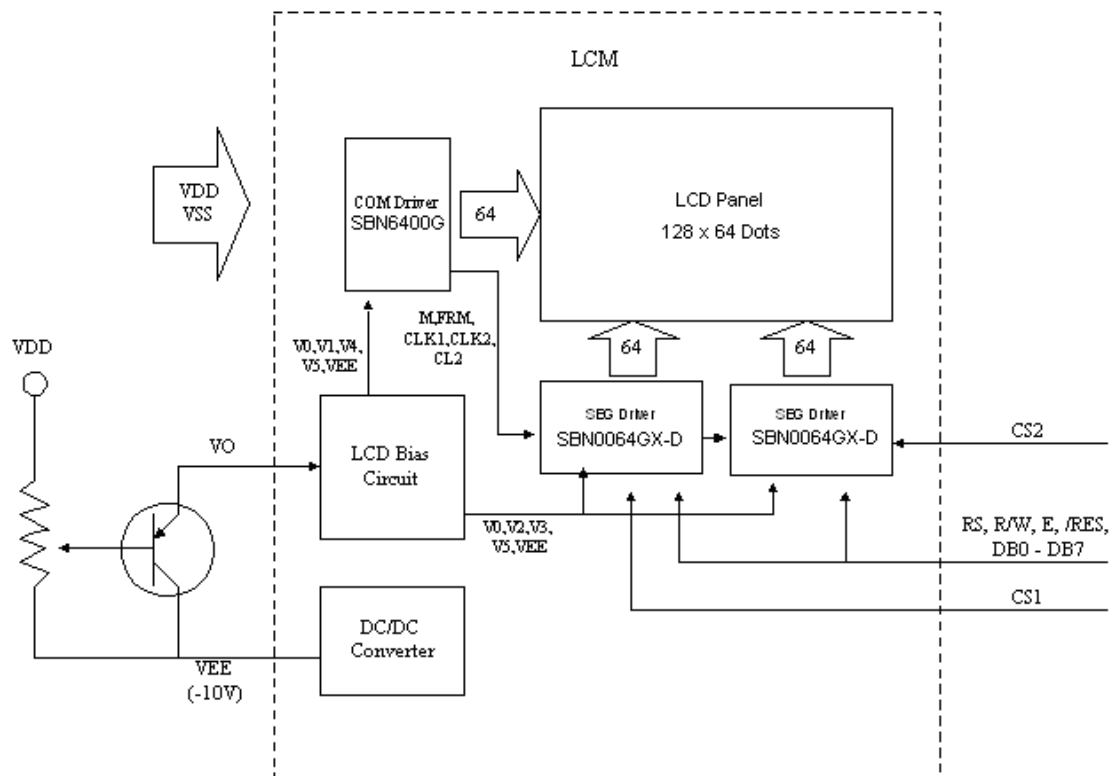 LCM
VDD
VSS
COM Driver
SBN6400G
64
LCD Panel
128 x 64 Dots
M,FRM,
CLK1,CLK2,
CL2
V0,V1,V4,
V5,VEE
64
64
VDD
SEG Driver
SBN0064GX-D
SEG Driver
SBN0064GX-D
CS2
VO
LCD Bias
Circuit
V0,V2,V3,
V5,VEE
RS, R/W, E, /RES,
DB0 - DB7
CS1
DC/DC
Converter
VEE
(-10V)